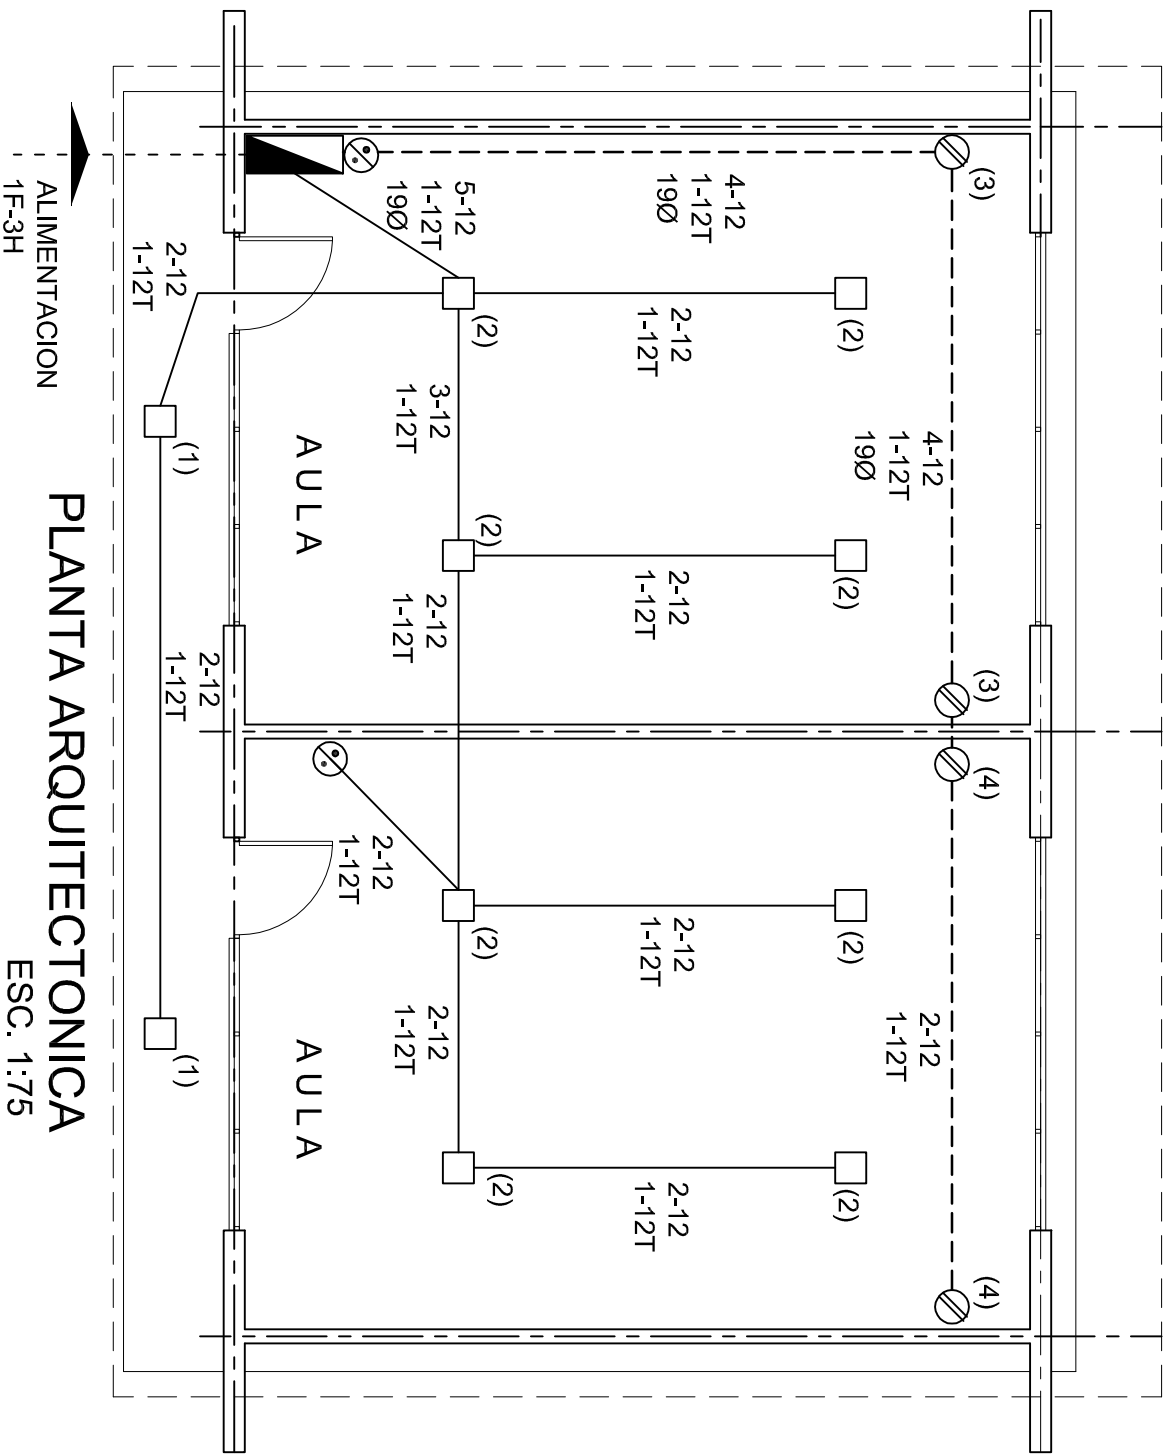 (3)
(3)
(4)
(4)
4-12
1-12T
19Ø
2-12
1-12T
(2)
(2)
(2)
(2)
4-12
1-12T
19Ø
2-12
1-12T
2-12
1-12T
2-12
1-12T
2-12
1-12T
(2)
(2)
(2)
(2)
5-12
1-12T
19Ø
3-12
1-12T
2-12
1-12T
2-12
1-12T
2-12
1-12T
AULA
AULA
2-12
1-12T
(1)
2-12
1-12T
(1)
ALIMENTACION
1F-3H
PLANTA ARQUITECTONICA
ESC. 1:75